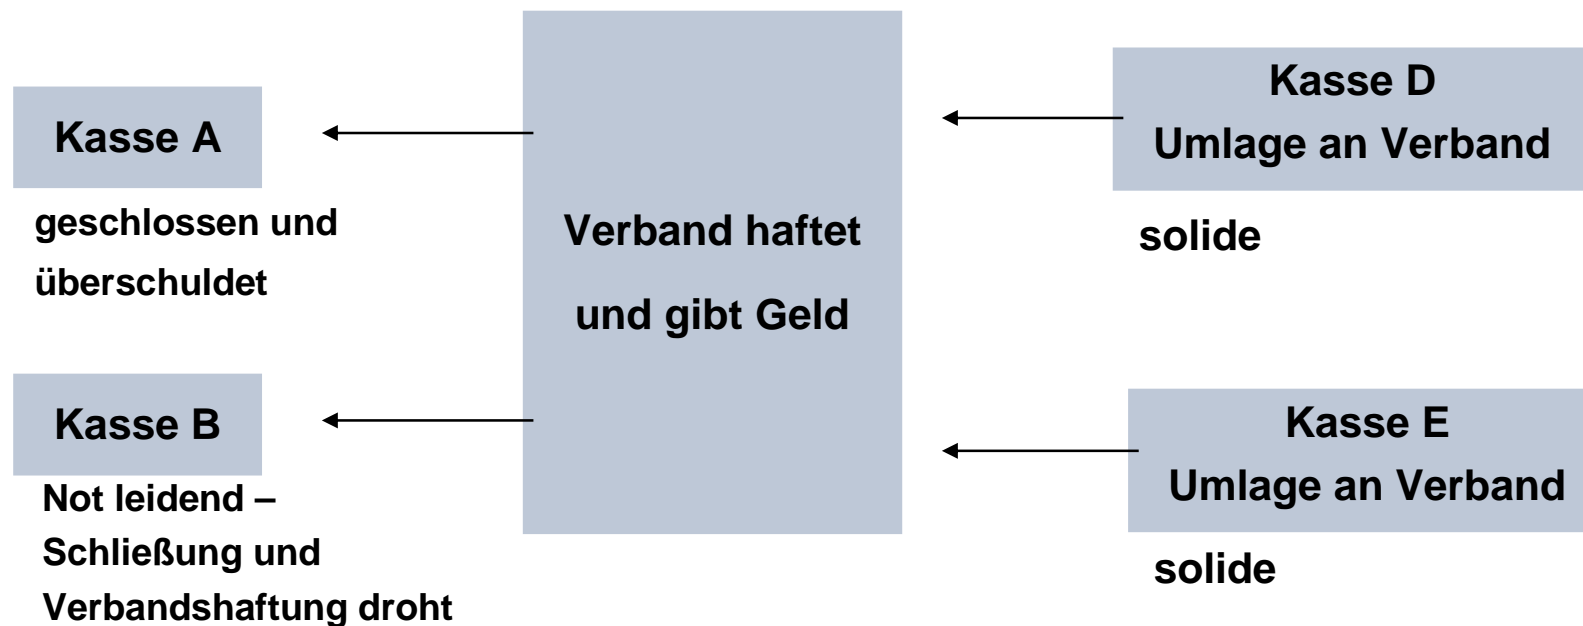 Kasse A
geschlossen und
überschuldet
Kasse B
Not leidend –
Schließung und
Verbandshaftung droht
Verband haftet
und gibt Geld
Kasse D
Umlage an Verband
solide
Kasse E
Umlage an Verband
solide